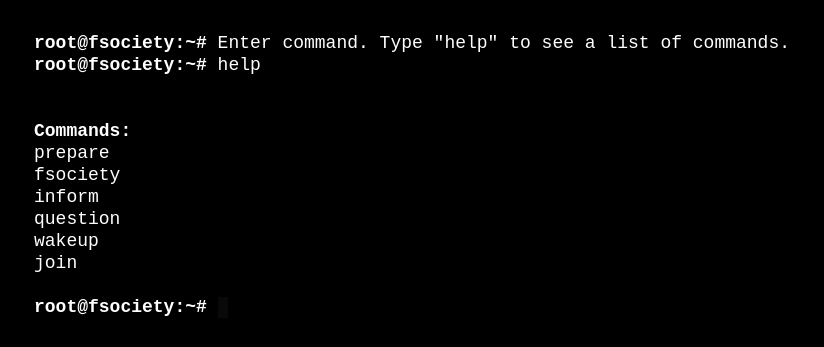 root@fsociety:~# Enter command. Type "help" to see a list of commands.
root@fsociety:~# help
Commands:
prepare
fsociety
inform
question
wakeup
join
root@fsociety:~#